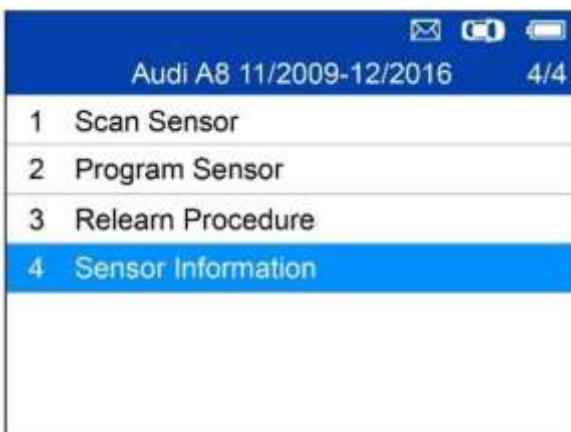 Audi A8 11/2009-12/2016 4/4
1 Scan Sensor
2 Program Sensor
3 Relearn Procedure
4 Sensor Information